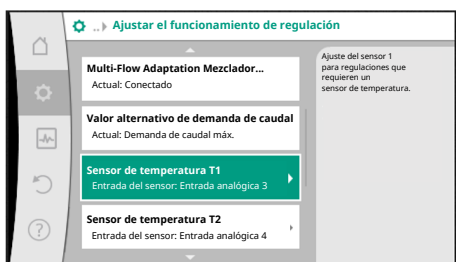 ..▸ Ajustar el funcionamiento de regulación
Multi-Flow Adaptation Mezclador...
Actual: Conectado
Valor alternativo de demanda de caudal
Actual: Demanda de caudal máx.
Sensor de temperatura T1
Entrada del sensor: Entrada analógica 3
Sensor de temperatura T2
Entrada del sensor: Entrada analógica 4
Ajuste del sensor 1
para regulaciones que
requieren un
sensor de temperatura.
?